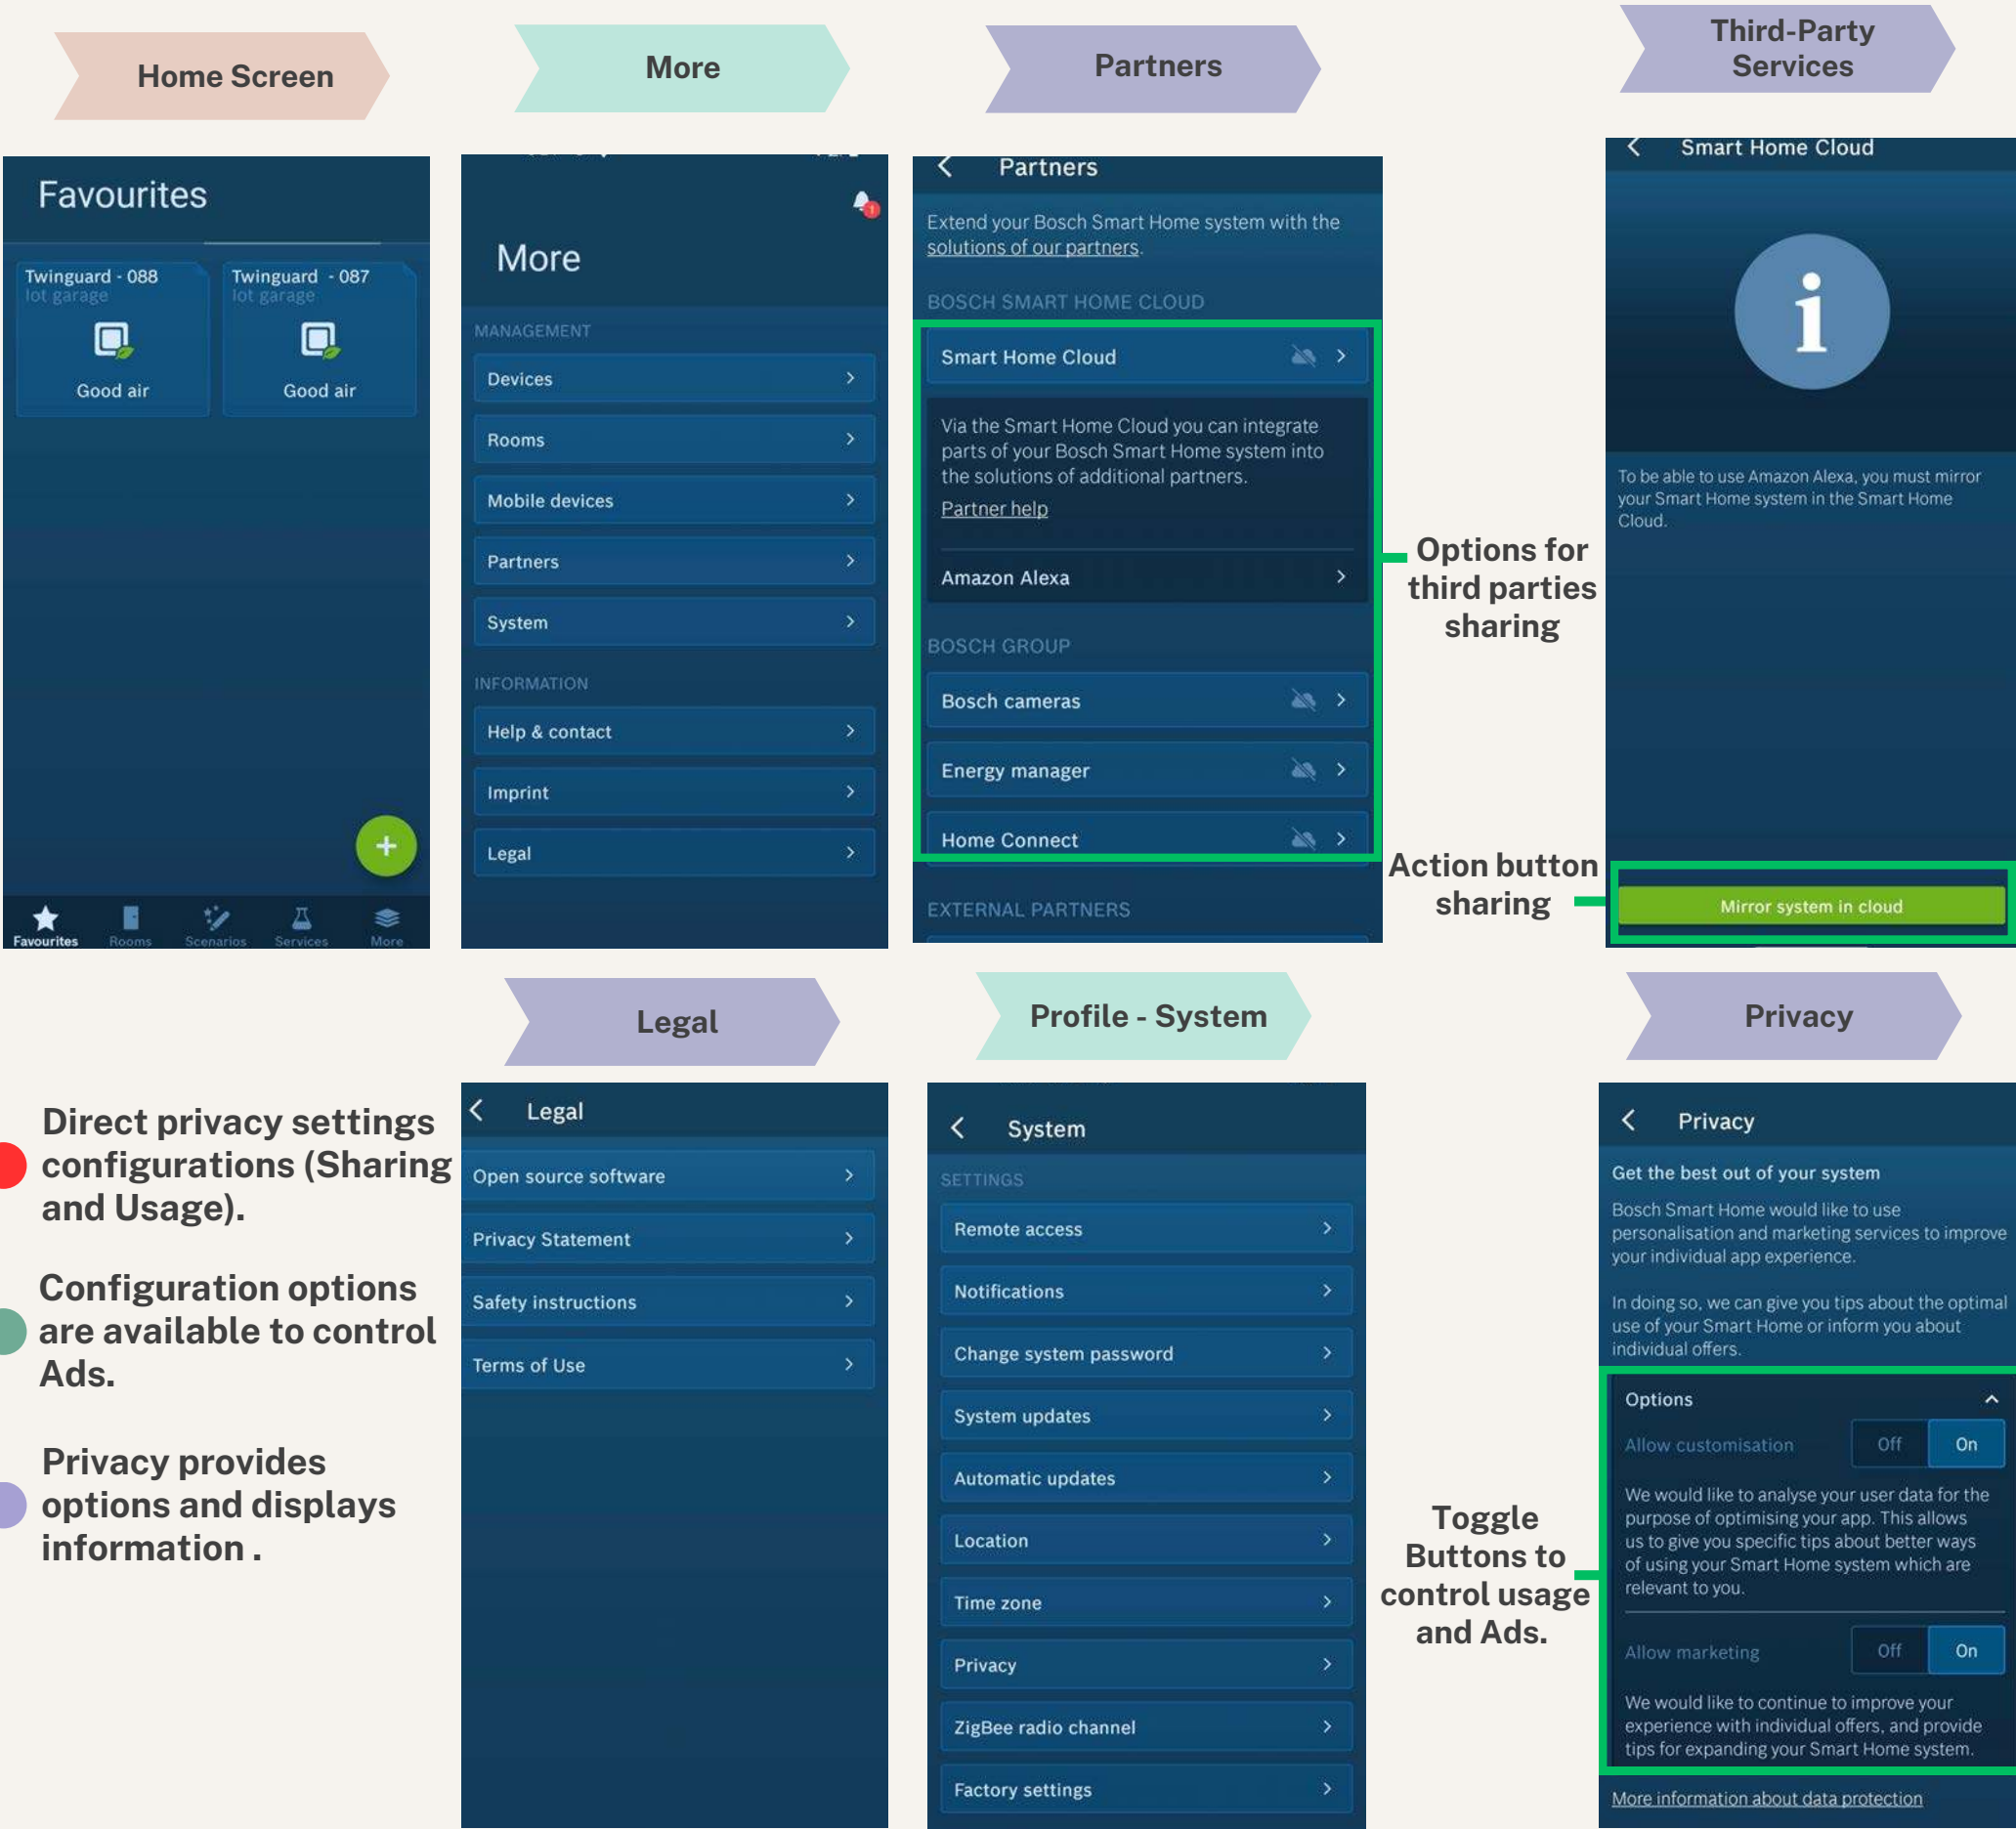 Home Screen
More
Partners
Third-Party
Services
Favourites
Twinguard - 088
Iot garage
Good air
Twinguard - 087
Iot garage
Good air
+
Favourites
Rooms
Scenarios
Services
More
1
More
MANAGEMENT
Devices
Rooms
Mobile devices
Partners
System
INFORMATION
Help & contact
Imprint
Legal
Partners
Extend your Bosch Smart Home system with the
solutions of our partners.
BOSCH SMART HOME CLOUD
Smart Home Cloud
Via the Smart Home Cloud you can integrate
parts of your Bosch Smart Home system into
the solutions of additional partners.
Partner help
Amazon Alexa
BOSCH GROUP
Bosch cameras
Energy manager
Home Connect
EXTERNAL PARTNERS
Options for
third parties
sharing
Action button
sharing
Smart Home Cloud
i
To be able to use Amazon Alexa, you must mirror
your Smart Home system in the Smart Home
Cloud.
Mirror system in cloud
Legal
Profile - System
Privacy
Direct privacy settings
configurations (Sharing
and Usage).
Configuration options
are available to control
Ads.
Privacy provides
options and displays
information .
Legal
Open source software
Privacy Statement
Safety instructions
Terms of Use
System
SETTINGS
Remote access
Notifications
Change system password
System updates
Automatic updates
Location
Time zone
Privacy
ZigBee radio channel
Factory settings
Toggle
Buttons to
control usage
and Ads.
Privacy
Get the best out of your system
Bosch Smart Home would like to use
personalisation and marketing services to improve
your individual app experience.
In doing so, we can give you tips about the optimal
use of your Smart Home or inform you about
individual offers.
Options
Allow customisation Off On
We would like to analyse your user data for the
purpose of optimising your app. This allows
us to give you specific tips about better ways
of using your Smart Home system which are
relevant to you.
Allow marketing Off On
We would like to continue to improve your
experience with individual offers, and provide
tips for expanding your Smart Home system.
More information about data protection